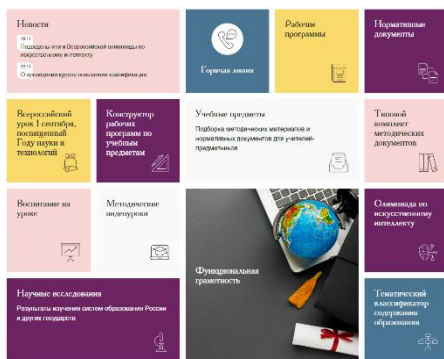 Новости
Подведены итоги Всероссийской олимпиады по
искусственному интеллекту
О проведении курсов повышения квалификации
Горячая линия
Рабочие
программы
Нормативные
документы
Всероссийский
урок 1 сентября,
посвященный
Году науки и
технологий
Конструктор
рабочих
программ по
учебным
предметам
Учебные предметы
Подборка методических материалов и
нормативных документов для учителей-
предметников
Типовой
комплект
методических
документов
Воспитание на
уроке
Методические
видеоуроки
Функциональная
грамотность
Олимпиада по
искусственному
интеллекту
Научные исследования
Результаты изучения систем образования России
и других государств
Тематический
классификатор
содержания
образования